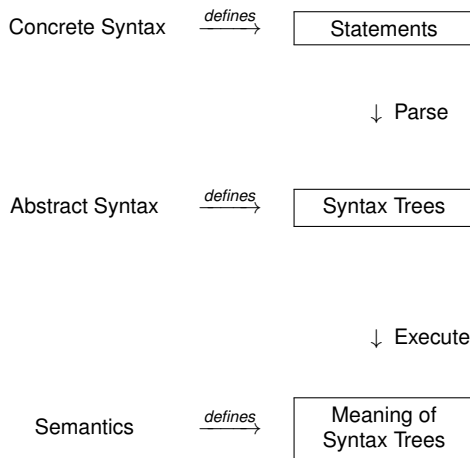 Concrete Syntax defines → Statements
↓ Parse
Abstract Syntax defines → Syntax Trees
↓ Execute
Semantics defines → Meaning of
Syntax Trees